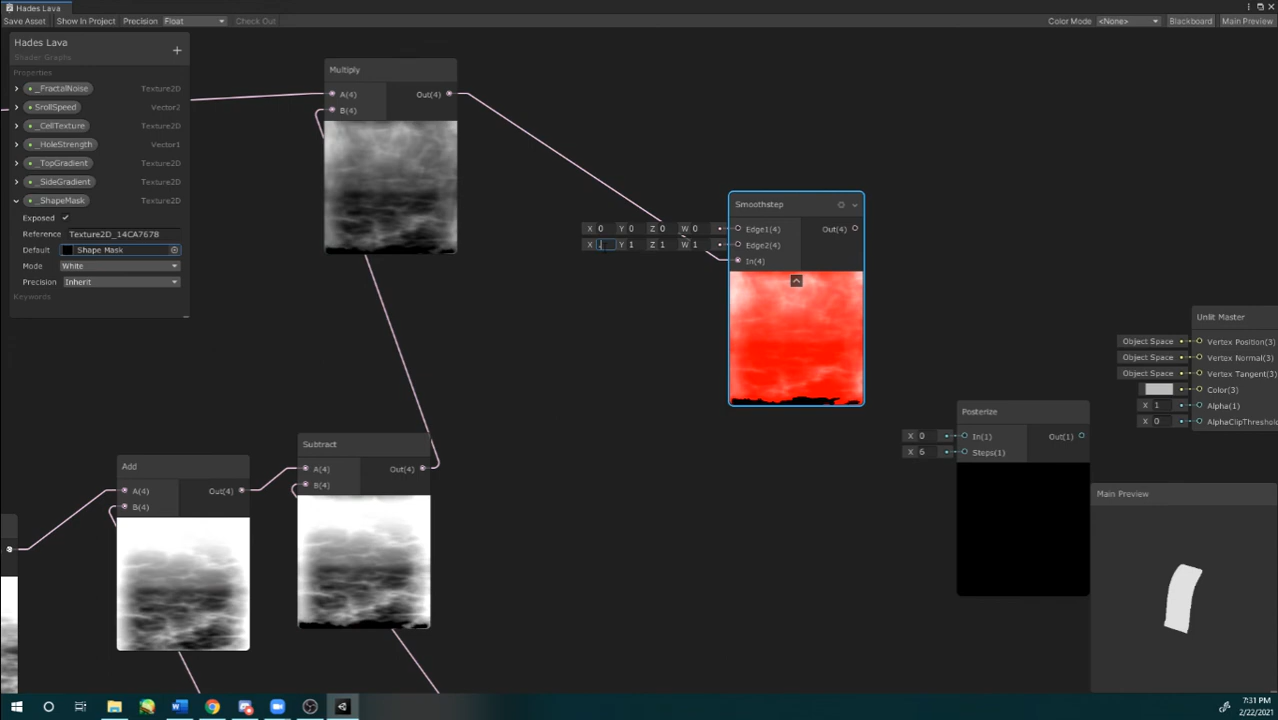 Hades Lava
Save Asset Show In Project Precision Float Check Out Color Mode <None> Blackboard Main Preview
Hades Lava
Shader Graphs
Properties
_FractalNoise Texture2D
SrollSpeed Vector2
_CellTexture Texture2D
_HoleStrength Vector1
_TopGradient Texture2D
_SideGradient Texture2D
_ShapeMask Texture2D
Exposed
Reference Texture2D_14CA7678
Default Shape Mask
Mode White
Precision Inherit
Keywords
Multiply
A(4) Out(4)
B(4)
Smoothstep
X 0 Y 0 Z 0 W 0 Edge1(4) Out(4)
X . Y 1 Z 1 W 1 Edge2(4)
In(4)
Add
A(4) Out(4)
B(4)
Subtract
A(4) Out(4)
B(4)
Posterize
X 0 In(1) Out(1)
X 6 Steps(1)
Unlit Master
Object Space Vertex Position(3)
Object Space Vertex Normal(3)
Object Space Vertex Tangent(3)
Color(3)
X 1 Alpha(1)
X 0 AlphaClipThreshold
Main Preview
7:31 PM
2/22/2021